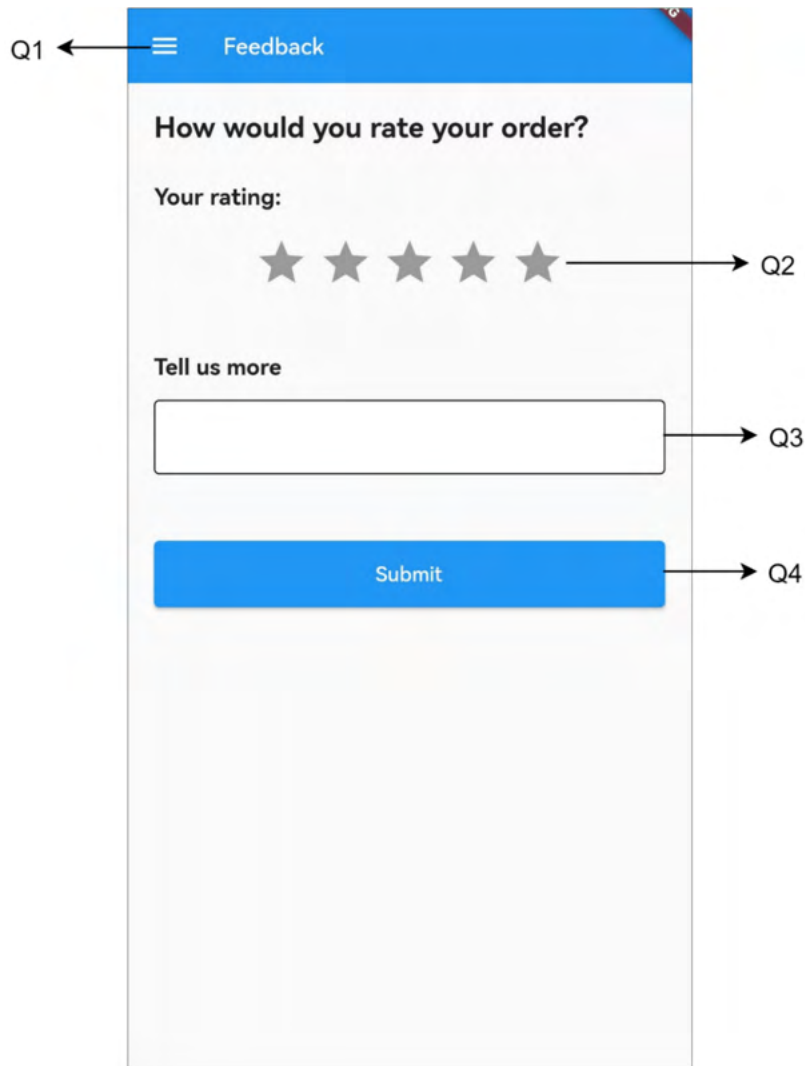 Q1
Feedback
How would you rate your order?
Your rating:
Q2
Tell us more
Q3
Submit
Q4